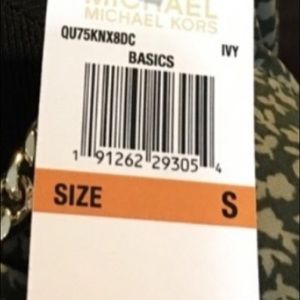 MICHAEL
MICHAEL KORS
QU75KNX8DC
IVY
BASICS
1 91262 29305 4
SIZE S